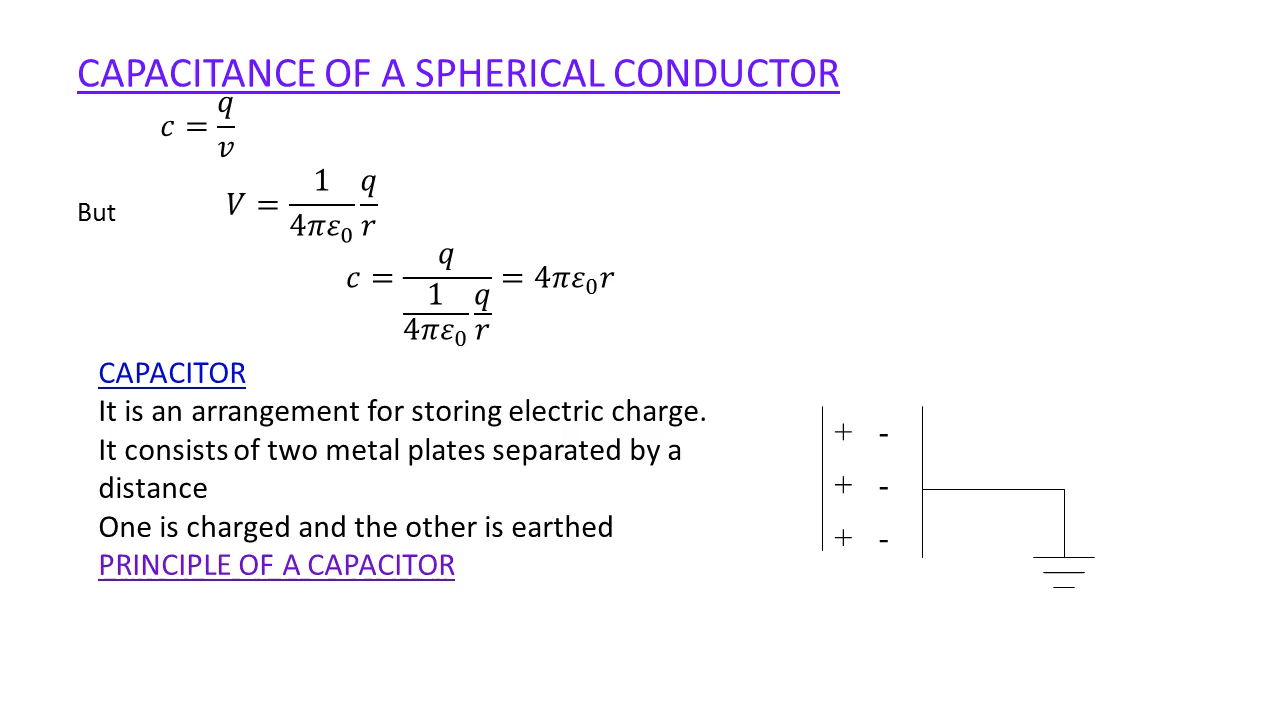 CAPACITANCE OF A SPHERICAL CONDUCTOR
c = q/v
But V = 1/4πε₀ q/r
c = q/(1/4πε₀ q/r) = 4πε₀r
CAPACITOR
It is an arrangement for storing electric charge.
It consists of two metal plates separated by a
distance
One is charged and the other is earthed
PRINCIPLE OF A CAPACITOR
+ -
+ -
+ -